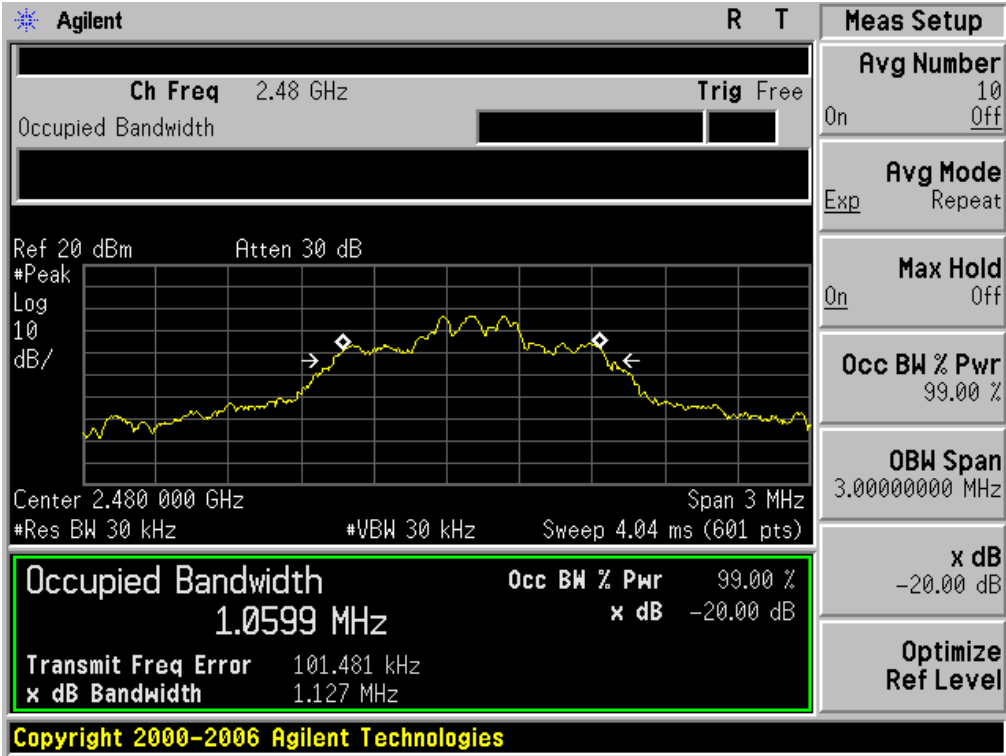 Agilent R T
Ch Freq 2.48 GHz Trig Free
Occupied Bandwidth
Ref 20 dBm Atten 30 dB
#Peak
Log
10
dB/
Center 2.480 000 GHz Span 3 MHz
#Res BW 30 kHz #VBW 30 kHz Sweep 4.04 ms (601 pts)
Occupied Bandwidth
1.0599 MHz
Occ BW % Pwr 99.00 %
x dB -20.00 dB
Transmit Freq Error 101.481 kHz
x dB Bandwidth 1.127 MHz
Copyright 2000-2006 Agilent Technologies
Meas Setup
Avg Number
10
On Off
Avg Mode
Exp Repeat
Max Hold
On Off
Occ BW % Pwr
99.00 %
OBW Span
3.00000000 MHz
x dB
-20.00 dB
Optimize
Ref Level